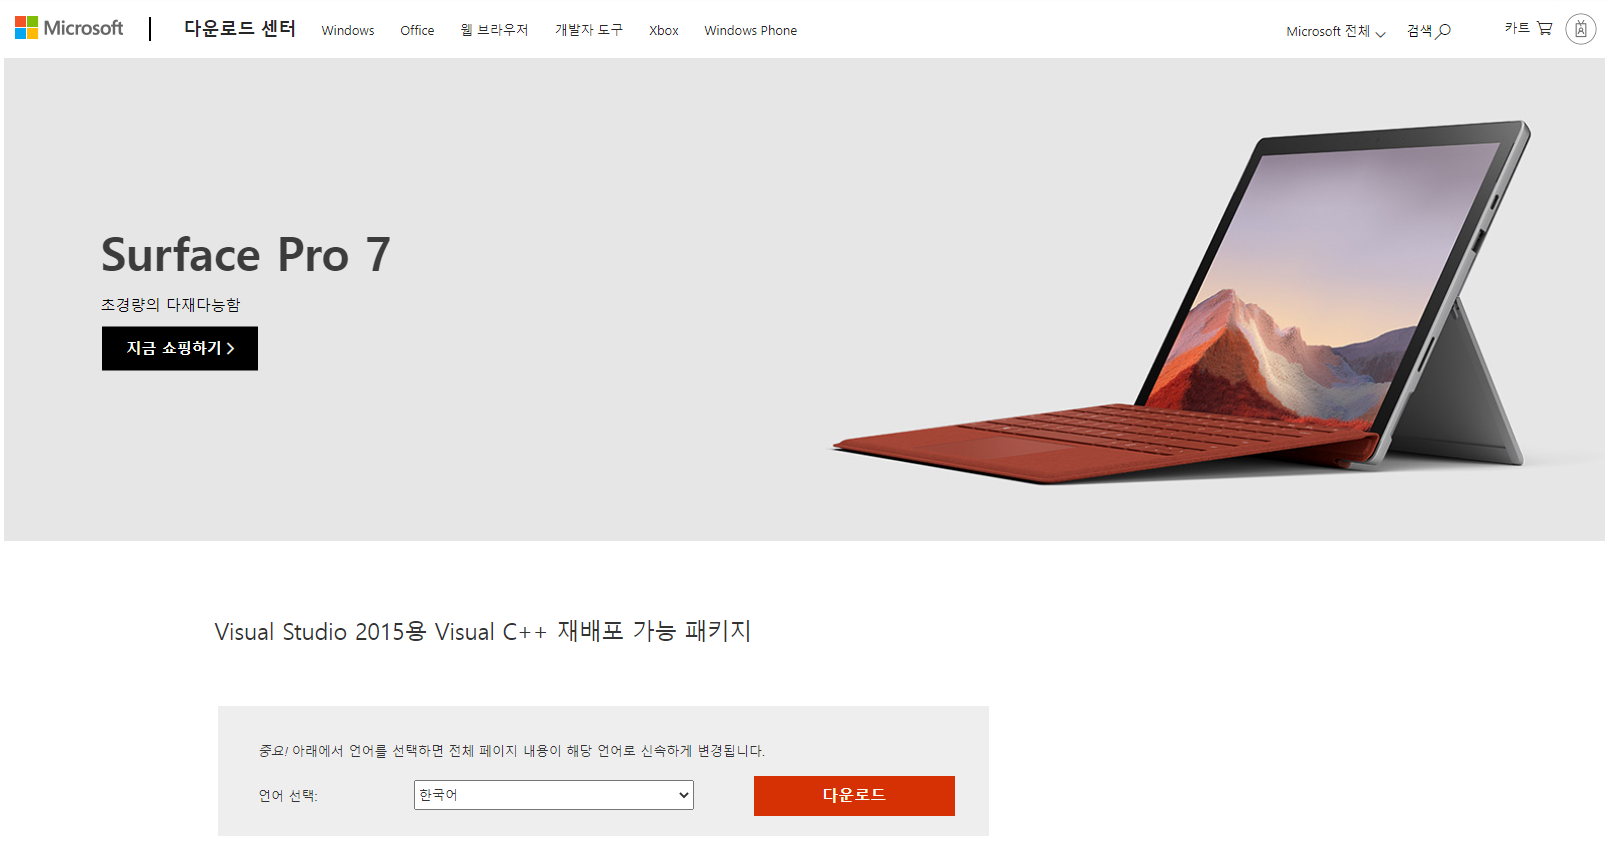 Microsoft
다운로드 센터
Windows
Office
웹 브라우저
개발자 도구
Xbox
Windows Phone
Microsoft 전체
검색
카트
Surface Pro 7
초경량의 다재다능함
지금 쇼핑하기
Visual Studio 2015용 Visual C++ 재배포 가능 패키지
중요! 아래에서 언어를 선택하면 전체 페이지 내용이 해당 언어로 신속하게 변경됩니다.
언어 선택:
한국어
다운로드